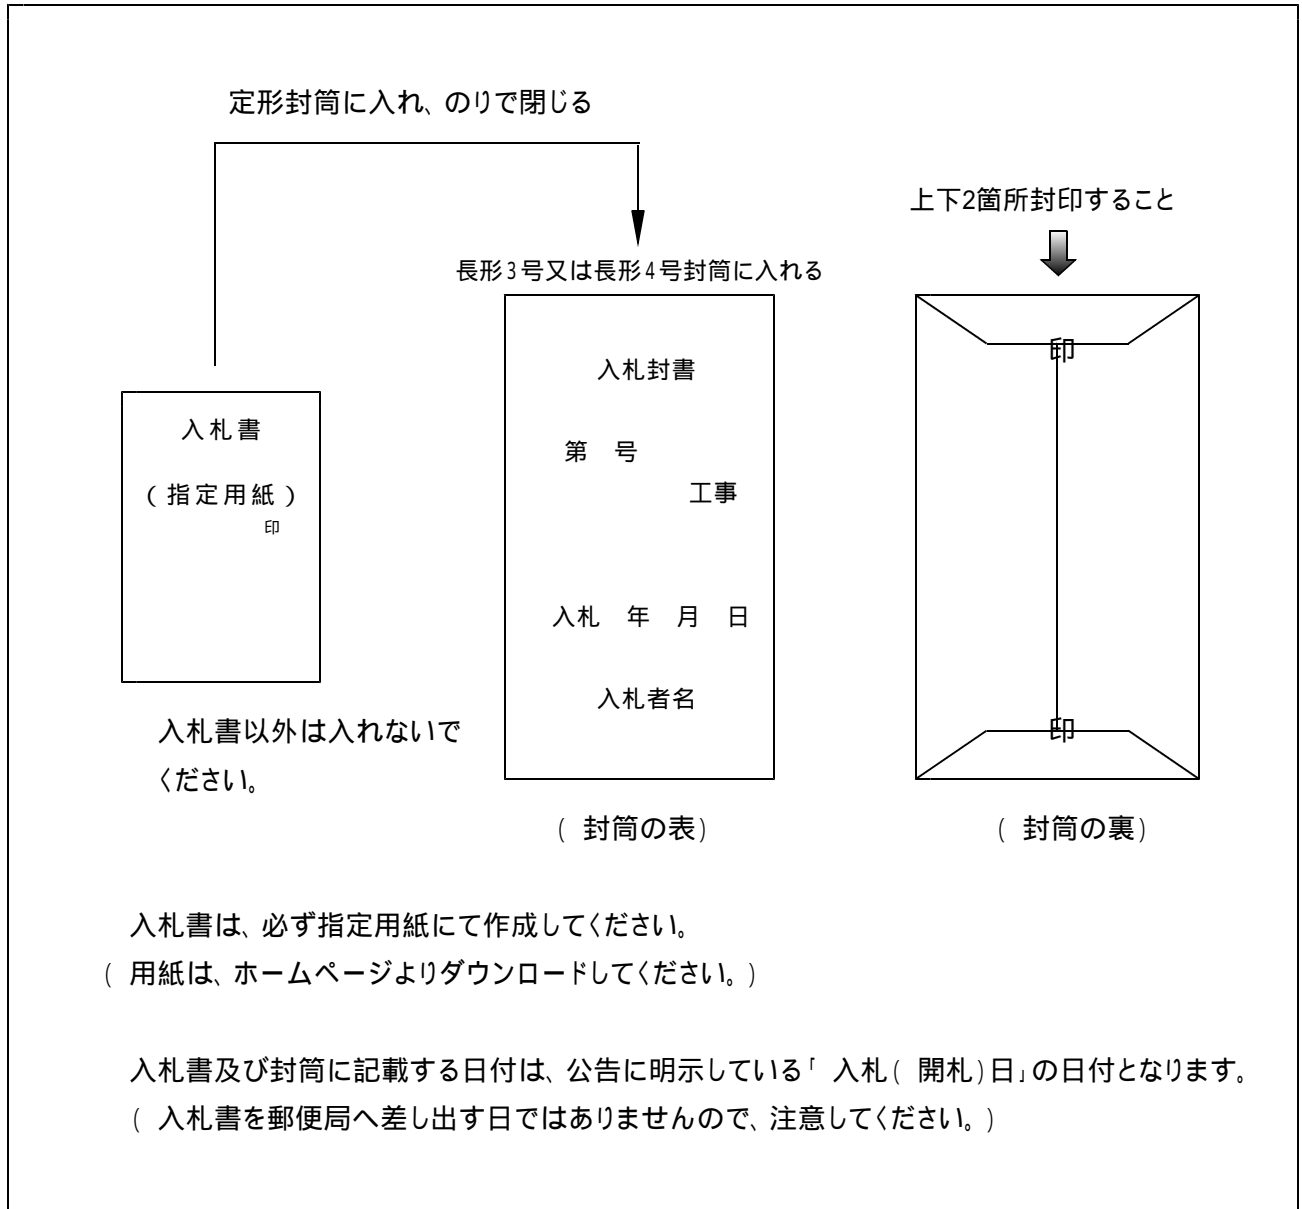 定形封筒に入れ、のりで閉じる
上下2箇所封印すること
長形3号又は長形4号封筒に入れる
入札書
(指定用紙)
印
入札書以外は入れないで
ください。
入札封書
第　号
工事
入札　年　月　日
入札者名
(封筒の表)
印
印
(封筒の裏)
入札書は、必ず指定用紙にて作成してください。
(用紙は、ホームページよりダウンロードしてください。)
入札書及び封筒に記載する日付は、公告に明示している「入札(開札)日」の日付となります。
(入札書を郵便局へ差し出す日ではありませんので、注意してください。)